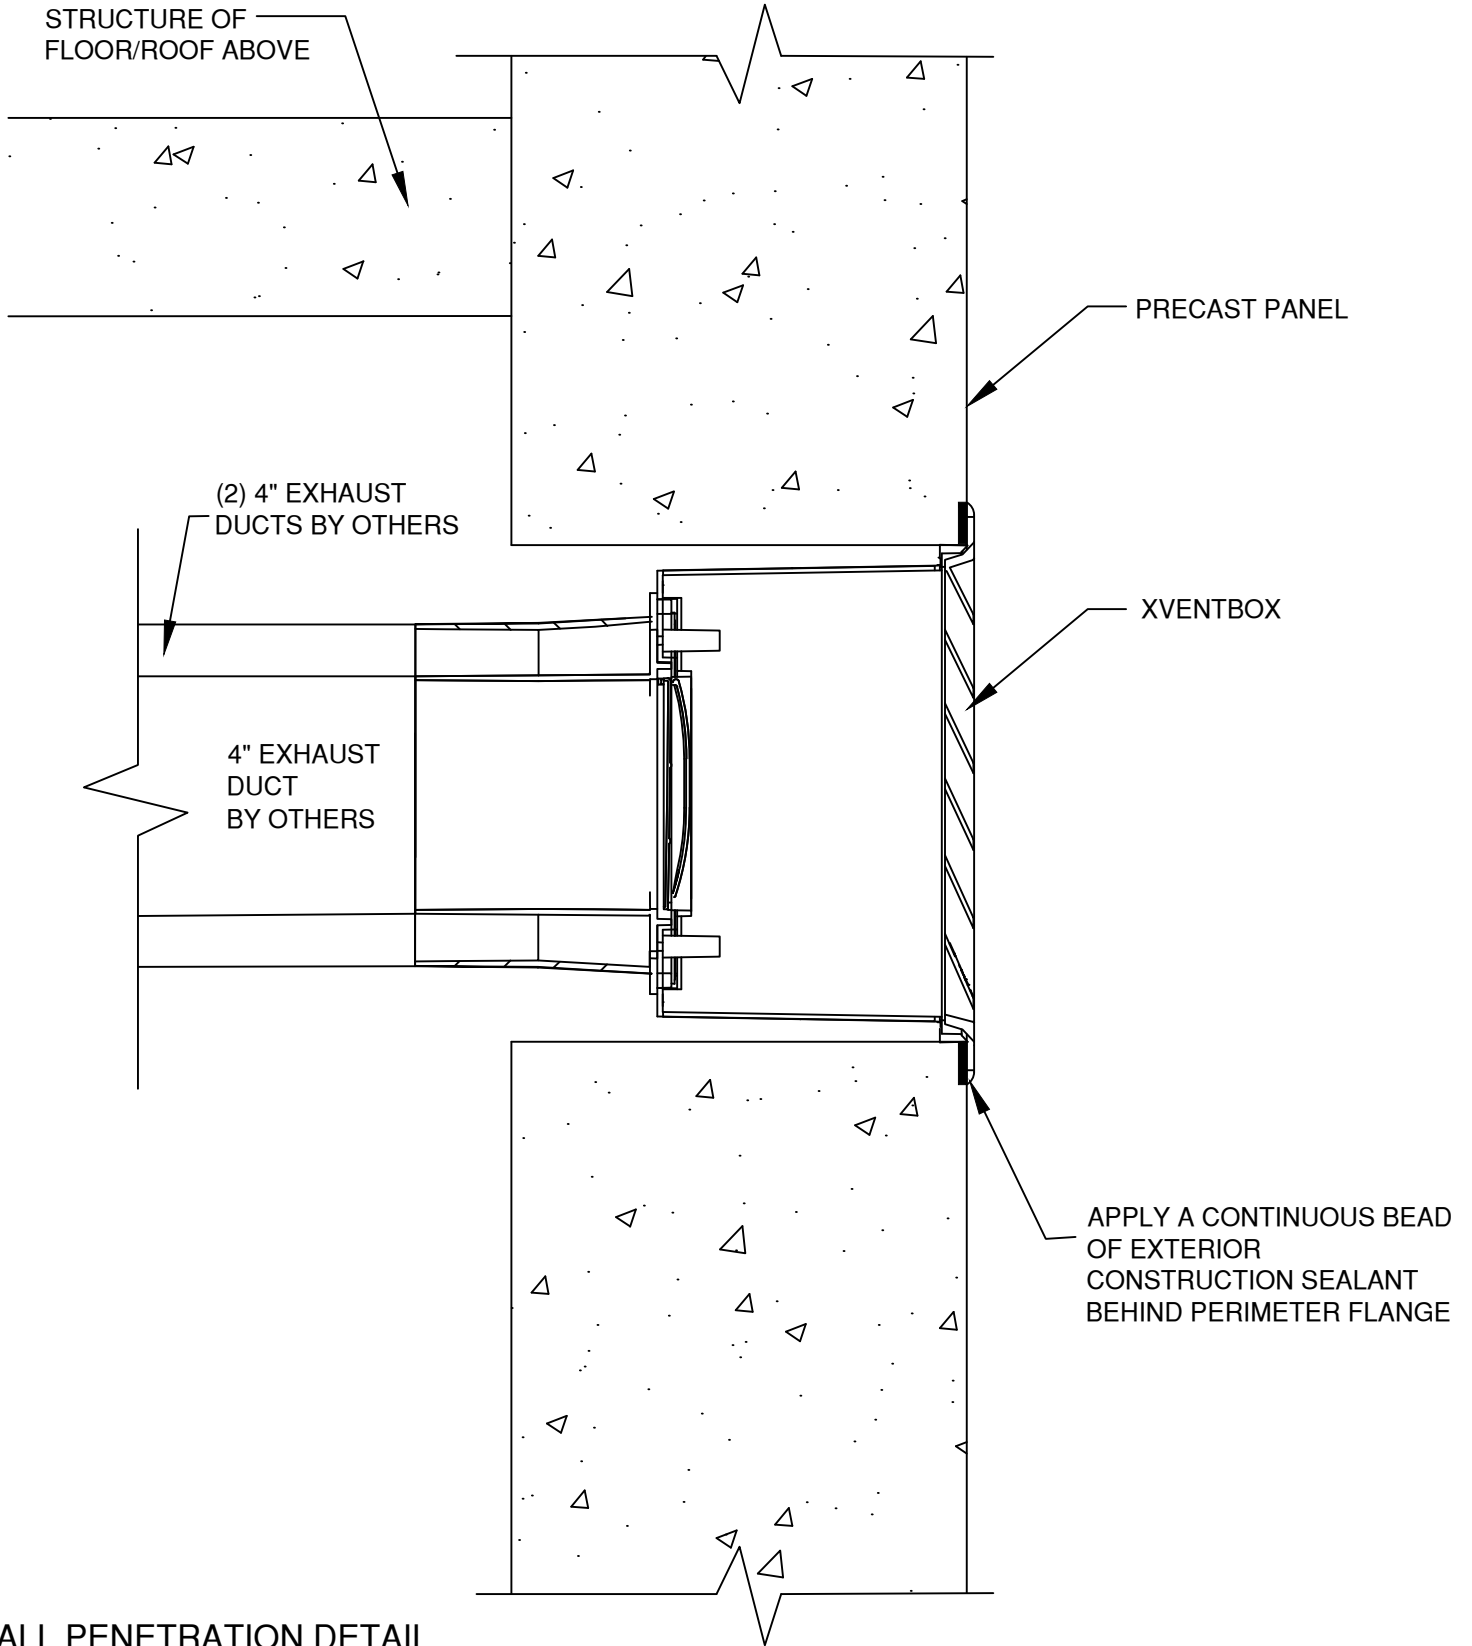 STRUCTURE OF
FLOOR/ROOF ABOVE
PRECAST PANEL
(2) 4" EXHAUST
DUCTS BY OTHERS
XVENTBOX
4" EXHAUST
DUCT
BY OTHERS
APPLY A CONTINUOUS BEAD
OF EXTERIOR
CONSTRUCTION SEALANT
BEHIND PERIMETER FLANGE
ALL PENETRATION DETAIL